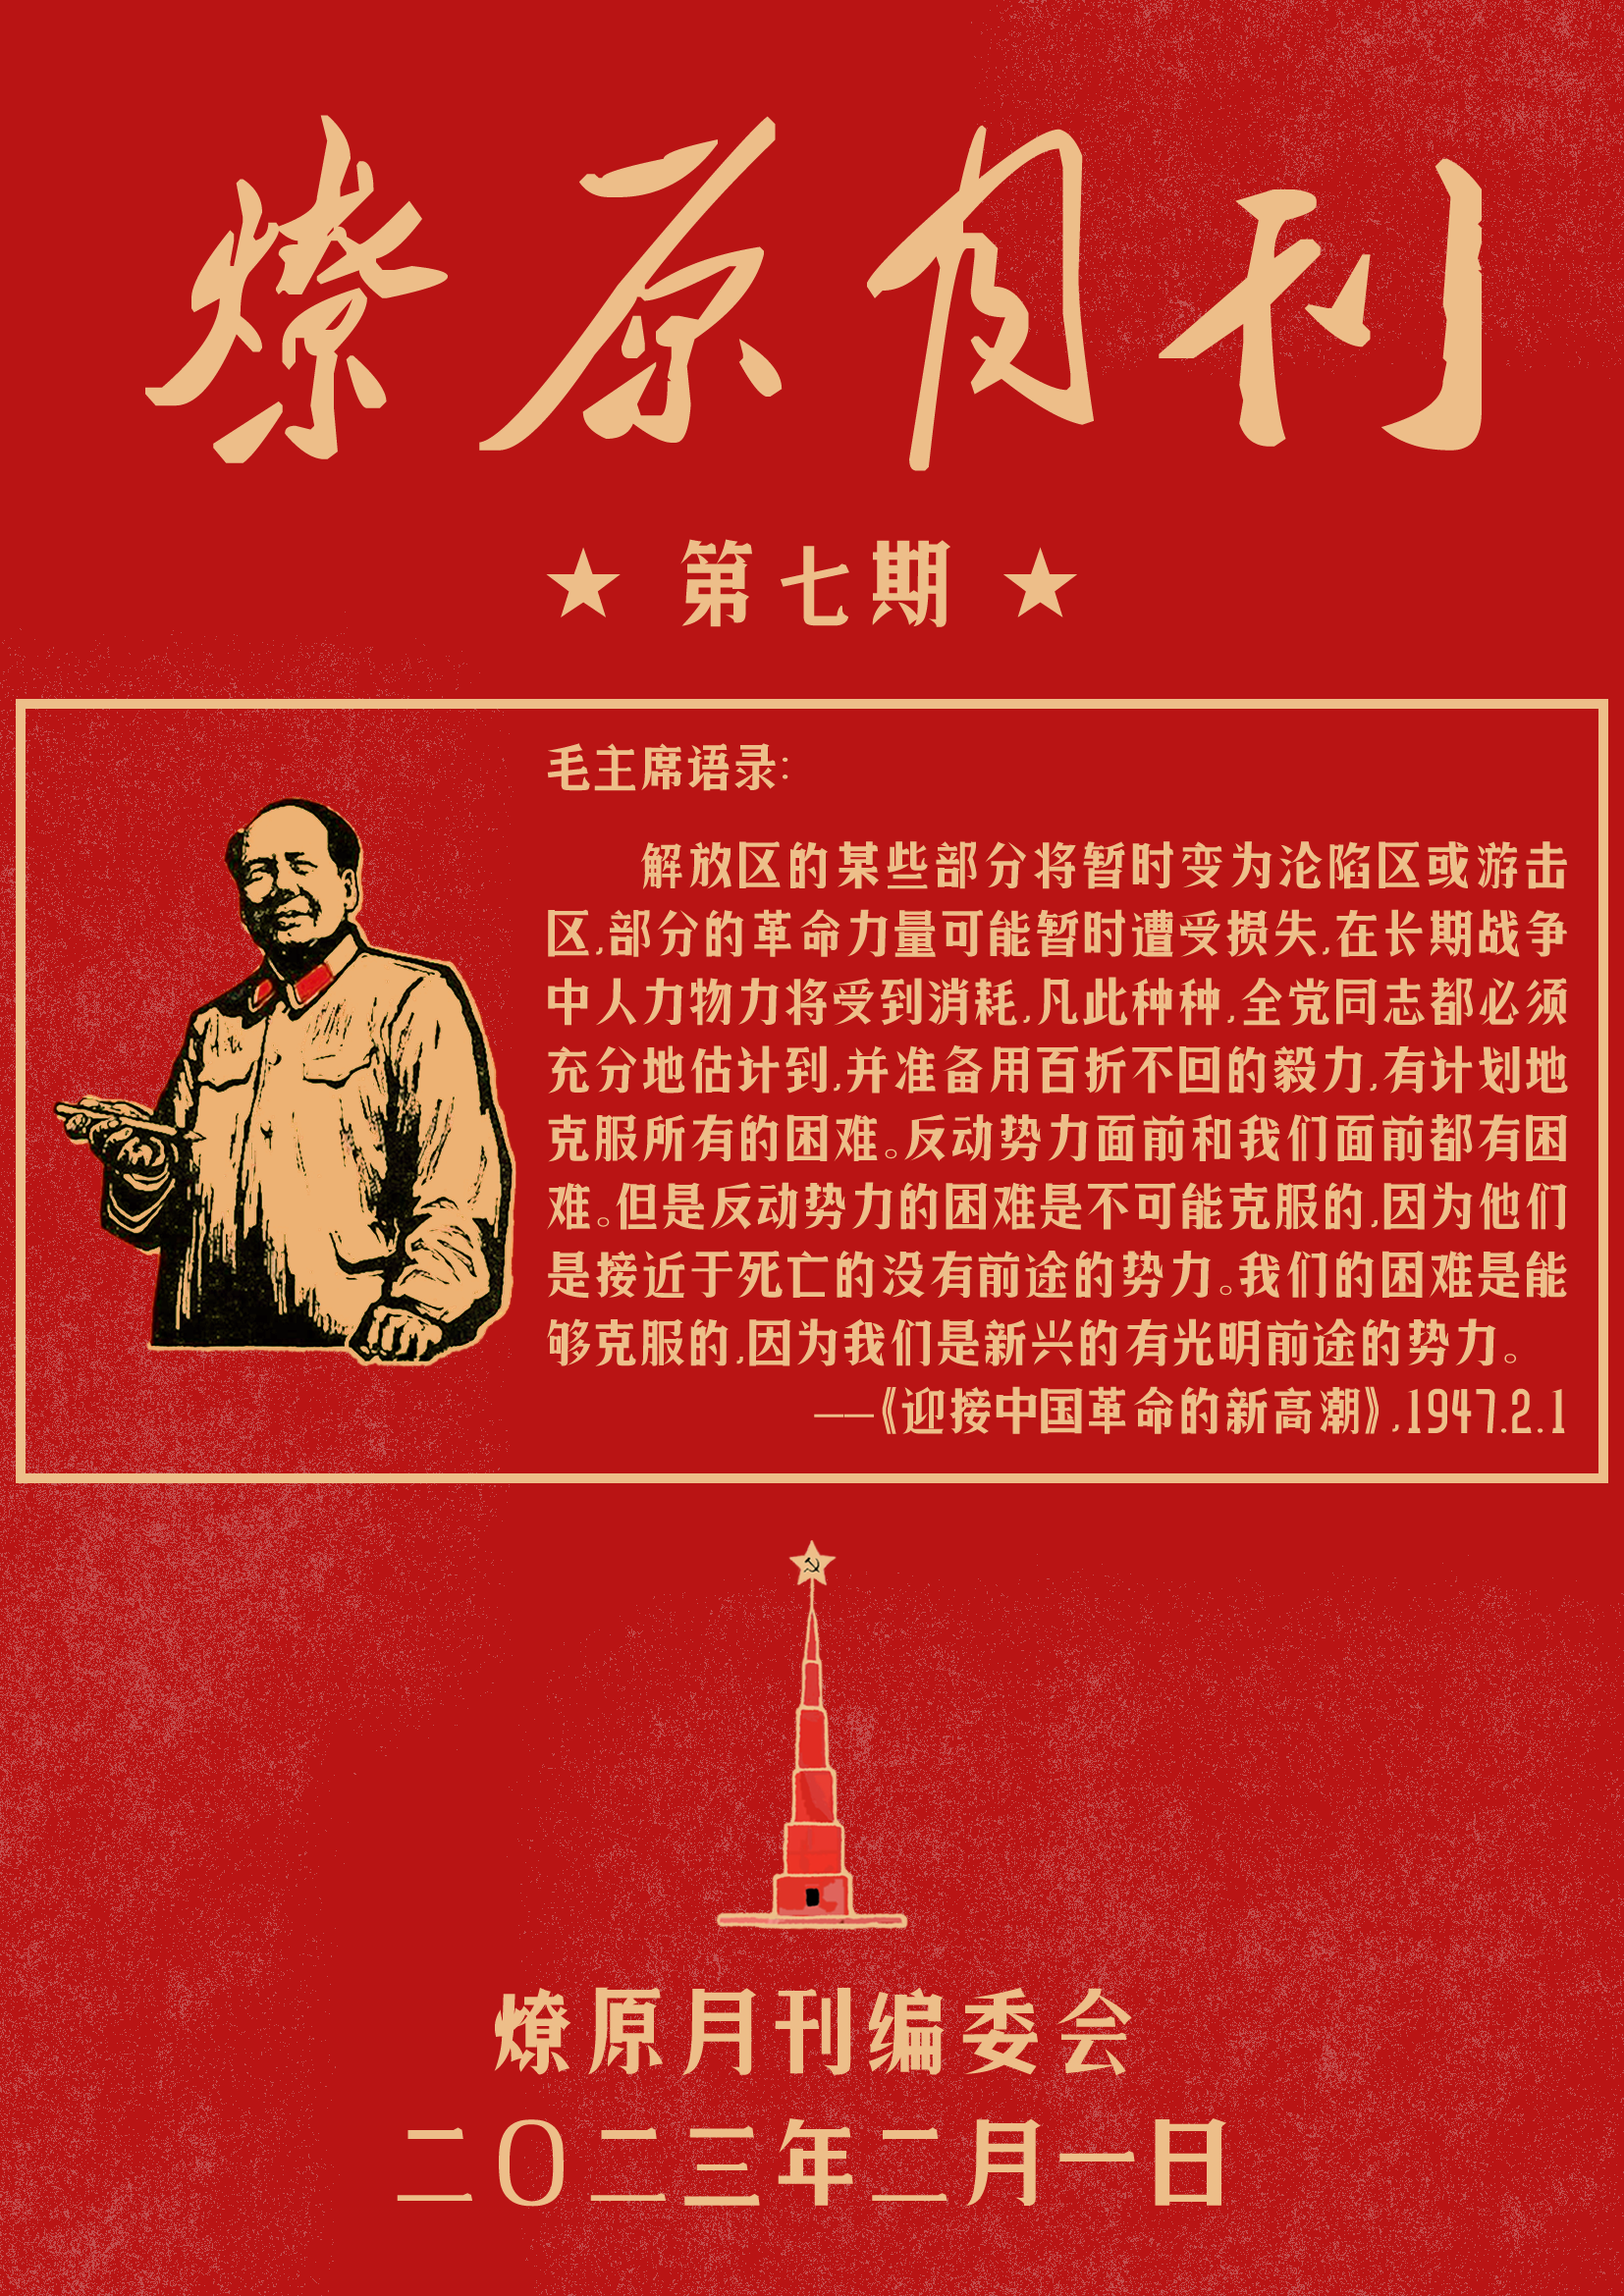 燎原月刊
★ 第七期 ★
毛主席语录:
解放区的某些部分将暂时变为沦陷区或游击
区,部分的革命力量可能暂时遭受损失,在长期战争
中人力物力将受到消耗,凡此种种,全党同志都必须
充分地估计到,并准备用百折不回的毅力,有计划地
克服所有的困难。反动势力面前和我们面前都有困
难。但是反动势力的困难是不可能克服的,因为他们
是接近于死亡的没有前途的势力。我们的困难是能
够克服的,因为我们是新兴的有光明前途的势力。
——《迎接中国革命的新高潮》,1947.2.1
燎原月刊编委会
二〇二三年二月一日